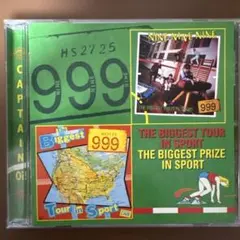 CAPTAIN
Oi!
HS2725
999
999
THE BIGGEST TOUR
IN SPORT
THE BIGGEST PRIZE
IN SPORT
The
Biggest
999
Tour in Sport